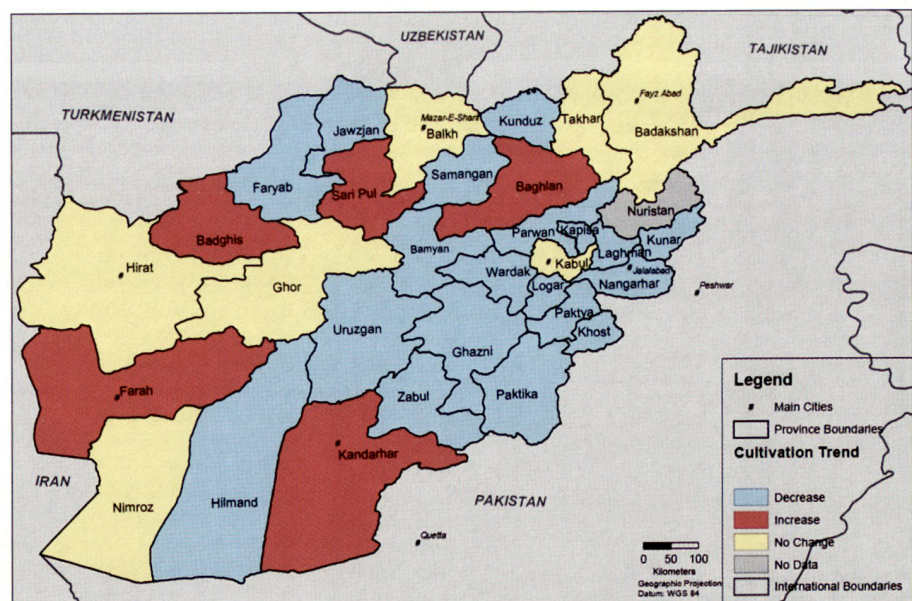 UZBEKISTAN
TAJIKISTAN
TURKMENISTAN
Fayz Abad
Mazar-E-Sharif
Jawzjan
Balkh
Kunduz
Takhar
Badakshan
Samangan
Faryab
Sari Pul
Baghlan
Nuristan
Badghis
Parwan
Kapisa
Kunar
Bamyan
Laghman
Hirat
Kabul
Jalalabad
Wardak
Ghor
Logar
Nangarhar
Peshwar
Paktya
Uruzgan
Khost
Ghazni
Farah
Zabul
Paktika
Kandarhar
IRAN
Nimroz
Hilmand
PAKISTAN
Quetta
Legend
Main Cities
Province Boundaries
Cultivation Trend
Decrease
Increase
No Change
No Data
International Boundaries
0 50 100
Kilometers
Geographic Projection
Datum: WGS 84